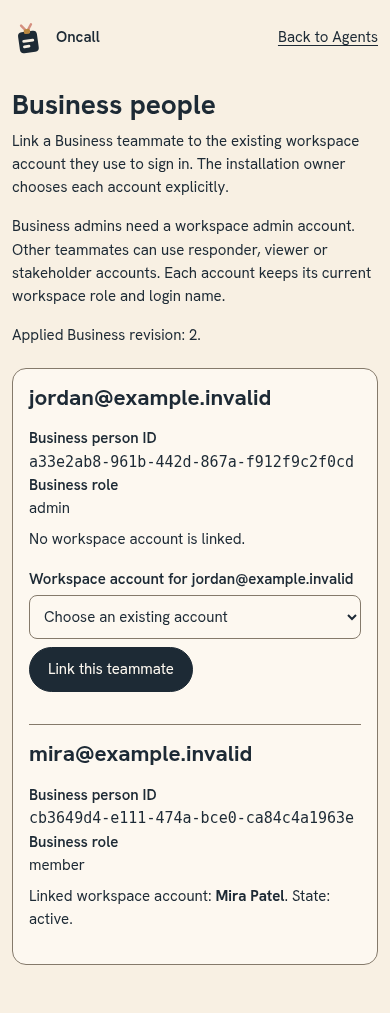 Oncall
Back to Agents
Business people
Link a Business teammate to the existing workspace
account they use to sign in. The installation owner
chooses each account explicitly.
Business admins need a workspace admin account.
Other teammates can use responder, viewer or
stakeholder accounts. Each account keeps its current
workspace role and login name.
Applied Business revision: 2.
jordan@example.invalid
Business person ID
a33e2ab8-961b-442d-867a-f912f9c2f0cd
Business role
admin
No workspace account is linked.
Workspace account for jordan@example.invalid
Choose an existing account
Link this teammate
mira@example.invalid
Business person ID
cb3649d4-e111-474a-bce0-ca84c4a1963e
Business role
member
Linked workspace account: Mira Patel. State:
active.